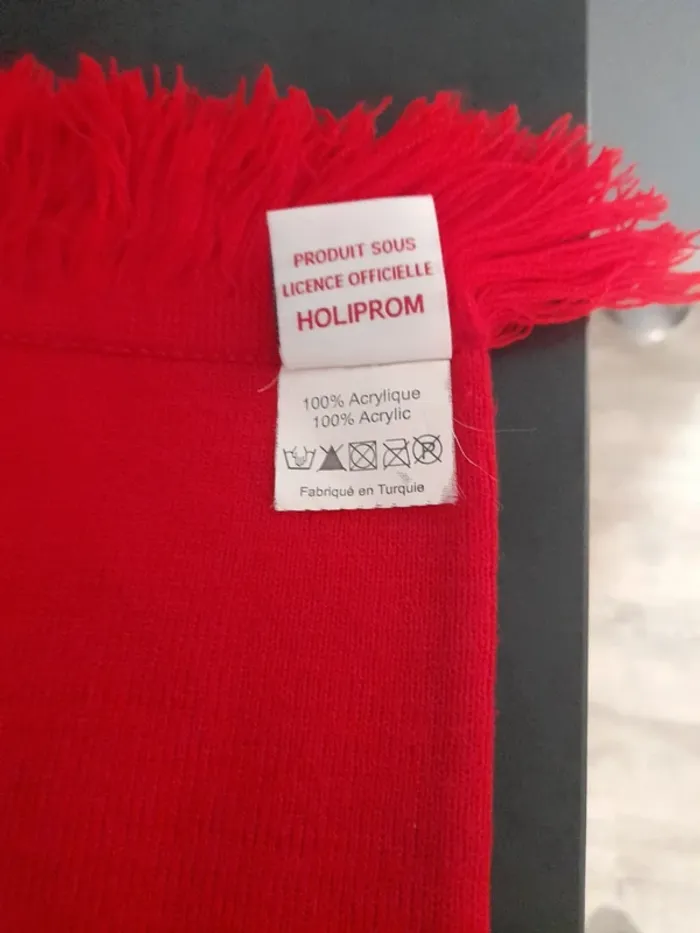 PRODUIT SOUS
LICENCE OFFICIELLE
HOLIPROM
100% Acrylique
100% Acrylic
P
Fabriqué en Turquie